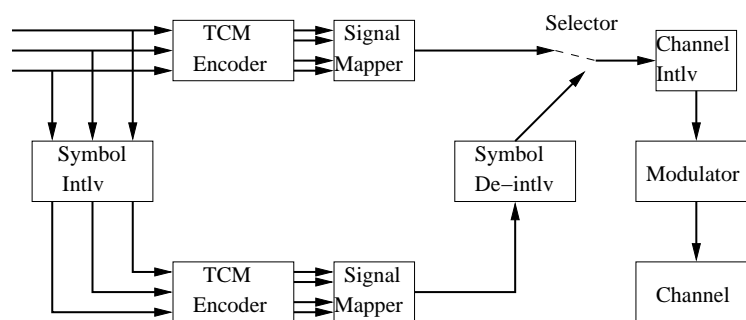 Selector
TCM
Encoder
Signal
Mapper
Channel
Intlv
Symbol
Intlv
Symbol
De-intlv
Modulator
TCM
Encoder
Signal
Mapper
Channel